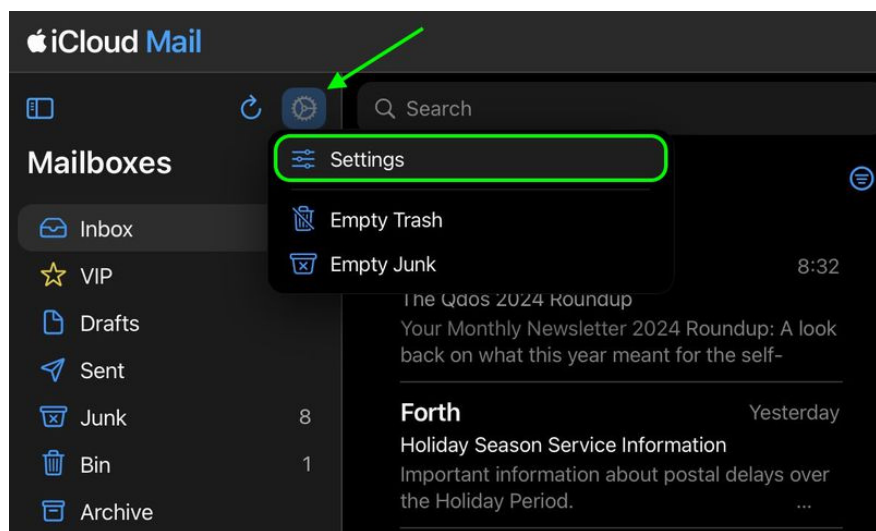 iCloud Mail
Search
Mailboxes
Settings
Inbox
Empty Trash
VIP
Empty Junk
8:32
The Qdos 2024 Roundup
Drafts
Your Monthly Newsletter 2024 Roundup: A look
back on what this year meant for the self-
Sent
Junk 8
Forth Yesterday
Holiday Season Service Information
Bin 1
Important information about postal delays over
the Holiday Period. ...
Archive